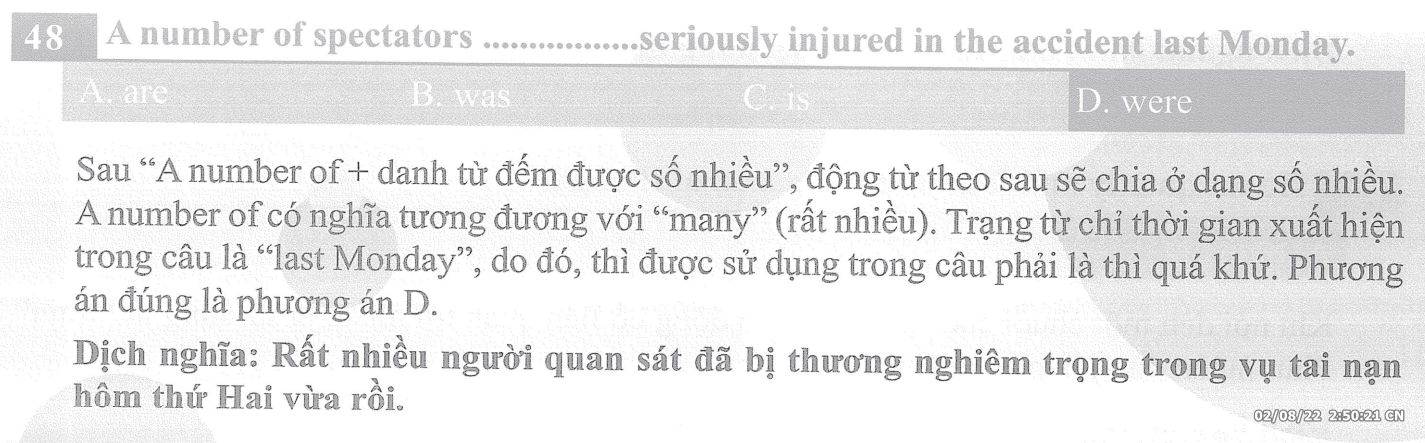 48 A number of spectators .................seriously injured in the accident last Monday.
A. are B. was C. is D. were
Sau “A number of + danh từ đếm được số nhiều”, động từ theo sau sẽ chia ở dạng số nhiều.
A number of có nghĩa tương đương với “many” (rất nhiều). Trạng từ chỉ thời gian xuất hiện
trong câu là “last Monday”, do đó, thì được sử dụng trong câu phải là thì quá khứ. Phương
án đúng là phương án D.
Dịch nghĩa: Rất nhiều người quan sát đã bị thương nghiêm trọng trong vụ tai nạn
hôm thứ Hai vừa rồi.
02/08/22 2:50:21 CN